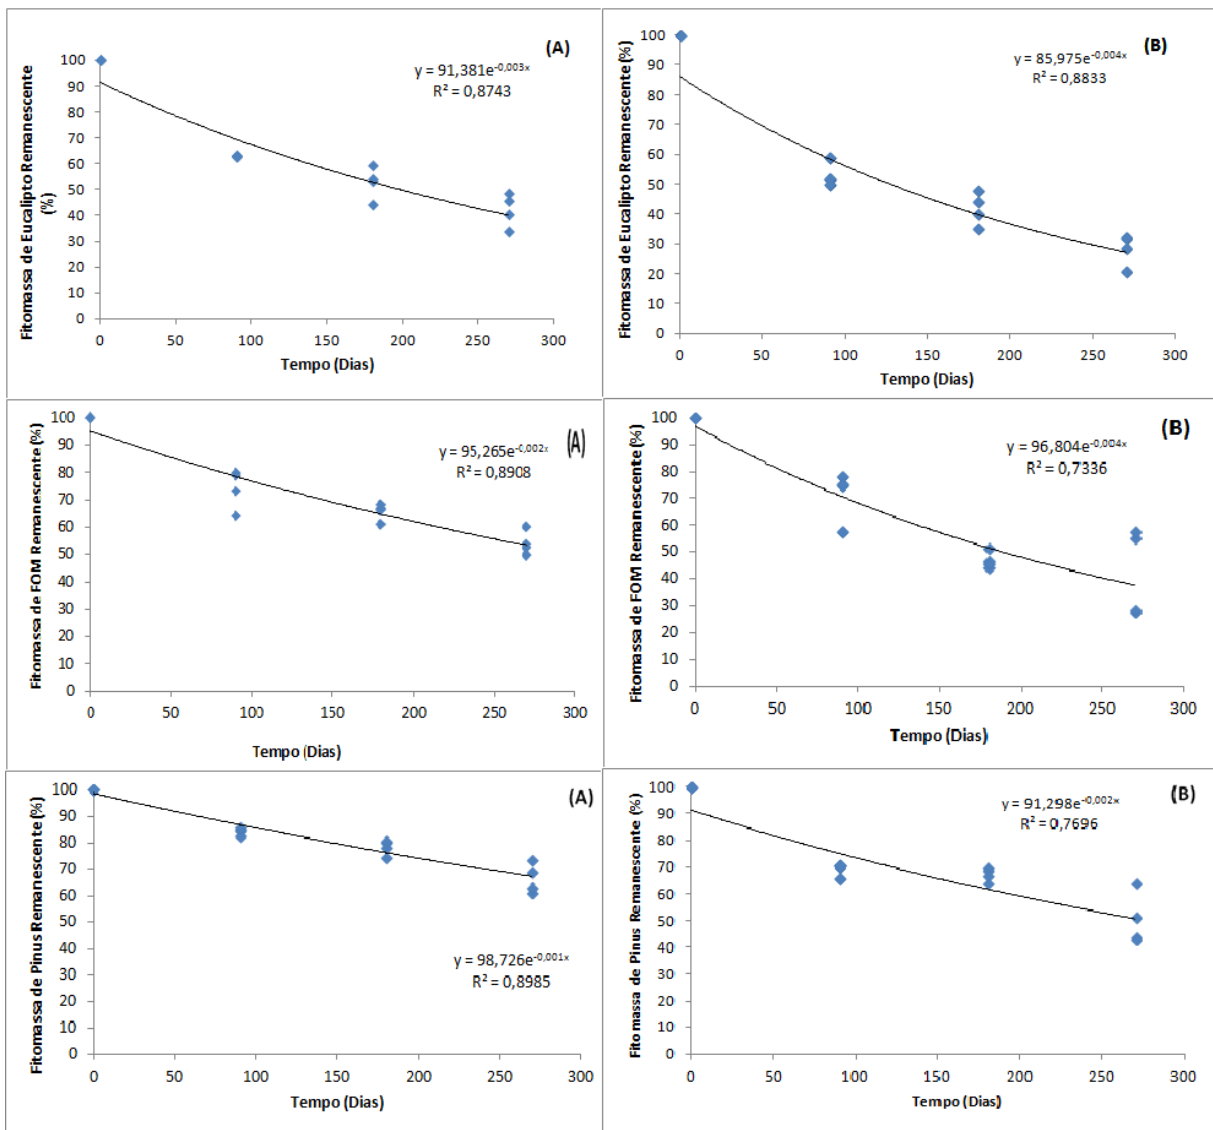 (A)
y = 91,381e^-0,003x
R² = 0,8743
Fitomassa de Eucalipto Remanescente (%)
100
90
80
70
60
50
40
30
20
10
0
0 50 100 150 200 250 300
Tempo (Dias)
(B)
y = 85,975e^-0,004x
R² = 0,8833
Fitomassa de Eucalipto Remanescente (%)
100
90
80
70
60
50
40
30
20
10
0
0 50 100 150 200 250 300
Tempo (Dias)
(A)
y = 95,265e^-0,002x
R² = 0,8908
Fitomassa de FOM Remanescente (%)
100
90
80
70
60
50
40
30
20
10
0
0 50 100 150 200 250 300
Tempo (Dias)
(B)
y = 96,804e^-0,004x
R² = 0,7336
Fitomassa de FOM Remanescente (%)
100
90
80
70
60
50
40
30
20
10
0
0 50 100 150 200 250 300
Tempo (Dias)
(A)
y = 98,726e^-0,001x
R² = 0,8985
Fitomassa de Pinus Remanescente (%)
100
90
80
70
60
50
40
30
20
10
0
0 50 100 150 200 250 300
Tempo (Dias)
(B)
y = 91,298e^-0,002x
R² = 0,7696
Fitomassa de Pinus Remanescente (%)
100
90
80
70
60
50
40
30
20
10
0
0 50 100 150 200 250 300
Tempo (Dias)